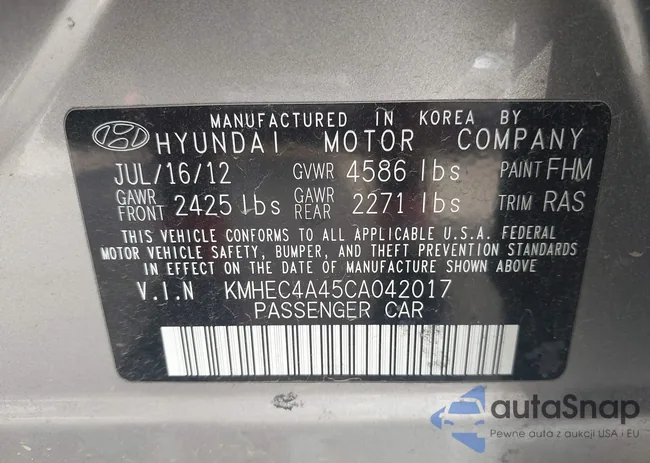 MANUFACTURED IN KOREA BY
HYUNDAI MOTOR COMPANY
JUL/16/12 GVWR 4586 lbs PAINT FHM
GAWR FRONT 2425 lbs GAWR REAR 2271 lbs TRIM RAS
THIS VEHICLE CONFORMS TO ALL APPLICABLE U.S.A. FEDERAL
MOTOR VEHICLE SAFETY, BUMPER, AND THEFT PREVENTION STANDARDS
IN EFFECT ON THE DATE OF MANUFACTURE SHOWN ABOVE
V.I.N KMHEC4A45CA042017
PASSENGER CAR
autoSnap
Pewne auta z aukcji USA i EU